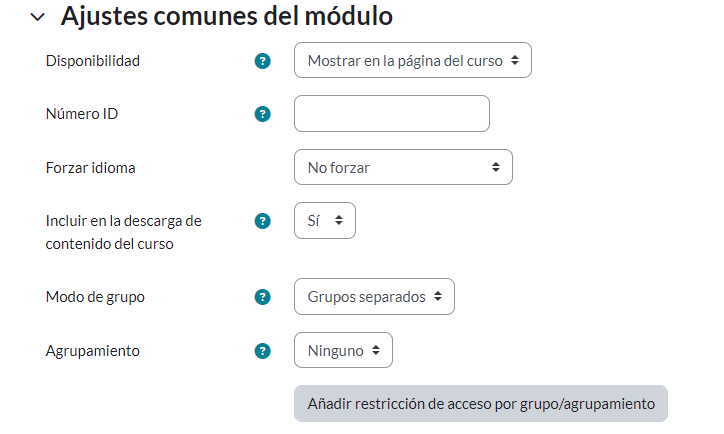 Ajustes comunes del módulo
Disponibilidad ? Mostrar en la página del curso
Número ID ?
Forzar idioma No forzar
Incluir en la descarga de ? Sí
contenido del curso
Modo de grupo ? Grupos separados
Agrupamiento ? Ninguno
Añadir restricción de acceso por grupo/agrupamiento